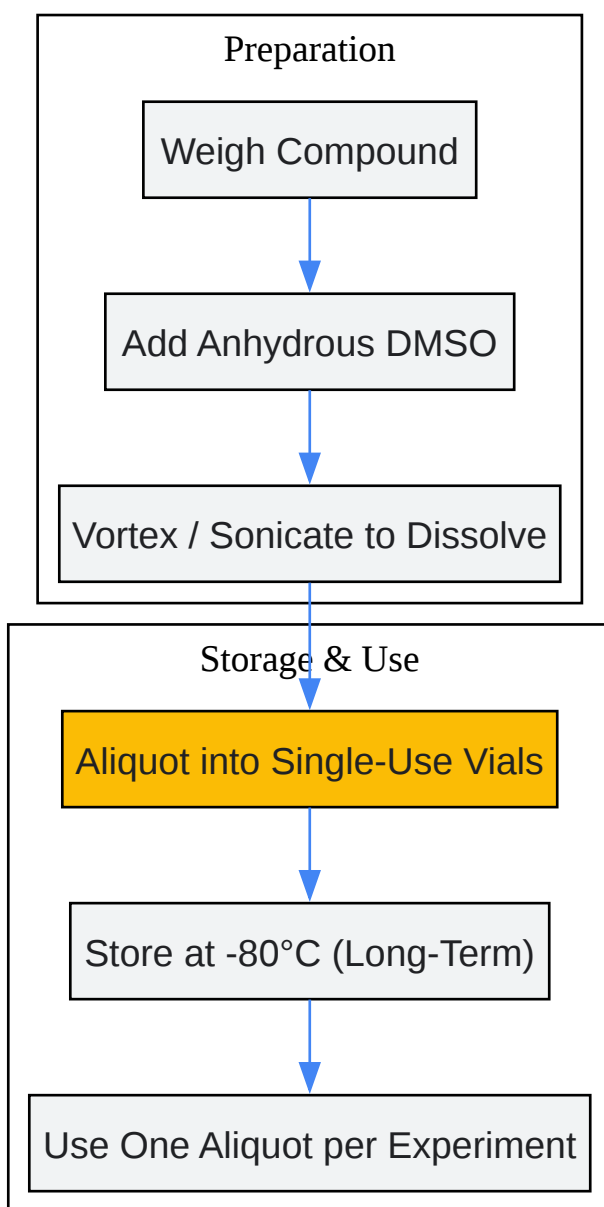 Preparation
Weigh Compound
Add Anhydrous DMSO
Vortex / Sonicate to Dissolve
Storage & Use
Aliquot into Single-Use Vials
Store at -80°C (Long-Term)
Use One Aliquot per Experiment